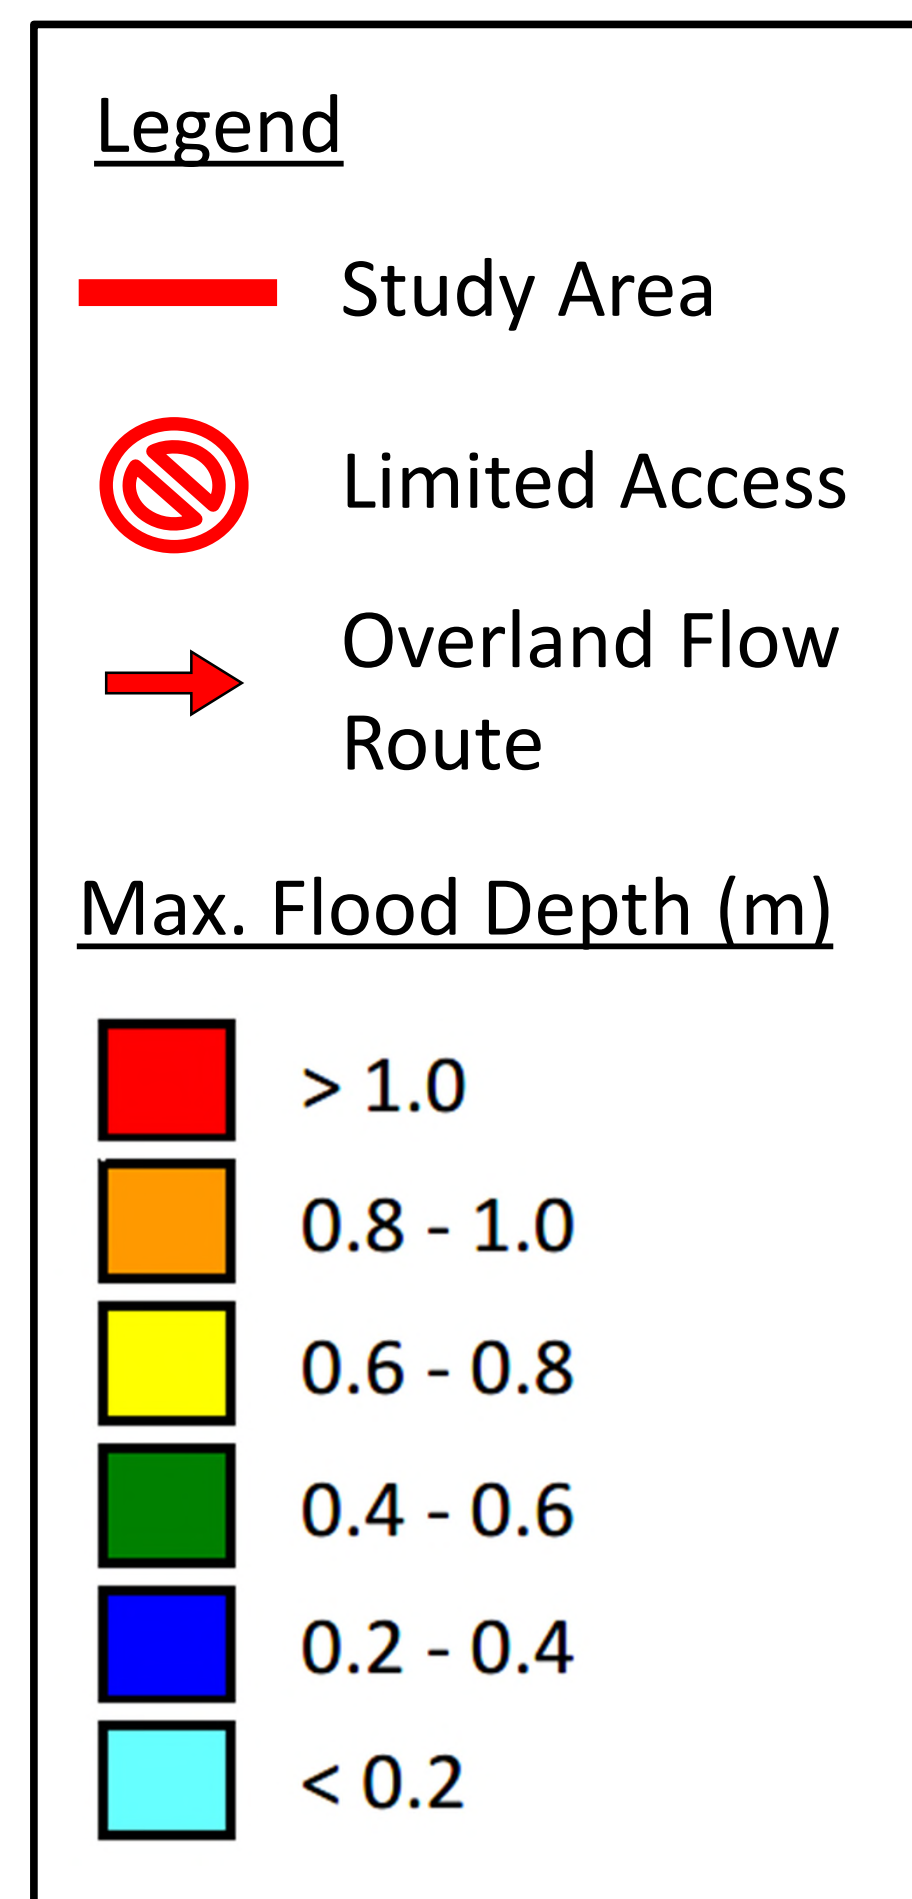 Legend
Study Area
Limited Access
Overland Flow
Route
Max. Flood Depth (m)
> 1.0
0.8 - 1.0
0.6 - 0.8
0.4 - 0.6
0.2 - 0.4
< 0.2